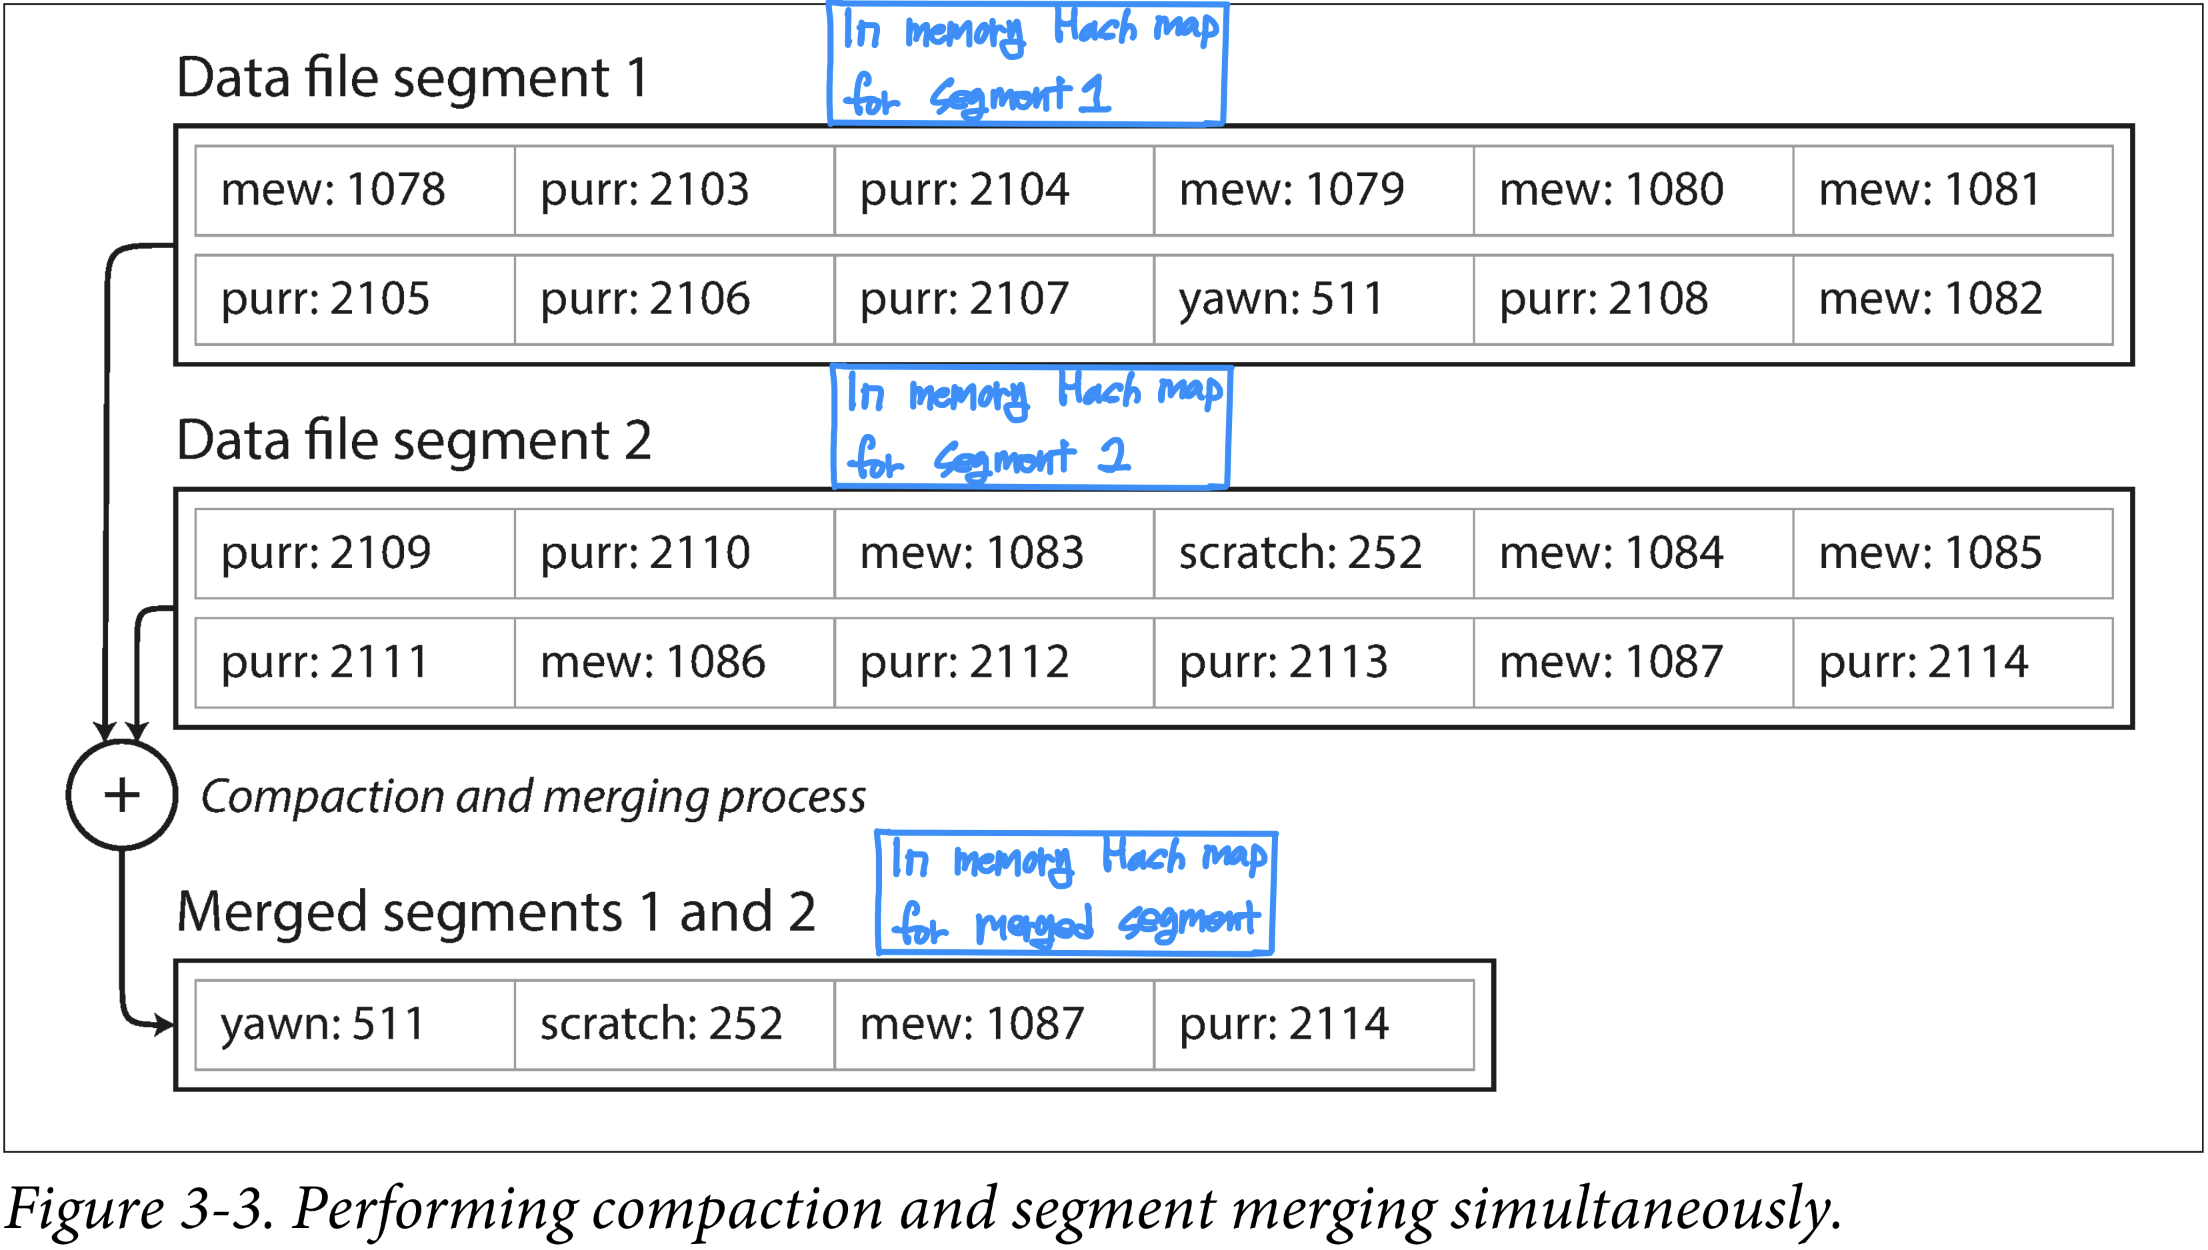 In memory Hach map
for segment 1
Data file segment 1
mew: 1078 purr: 2103 purr: 2104 mew: 1079 mew: 1080 mew: 1081
purr: 2105 purr: 2106 purr: 2107 yawn: 511 purr: 2108 mew: 1082
In memory Hach map
for segment 2
Data file segment 2
purr: 2109 purr: 2110 mew: 1083 scratch: 252 mew: 1084 mew: 1085
purr: 2111 mew: 1086 purr: 2112 purr: 2113 mew: 1087 purr: 2114
+ Compaction and merging process
In memory Hach map
for merged segment
Merged segments 1 and 2
yawn: 511 scratch: 252 mew: 1087 purr: 2114
Figure 3-3. Performing compaction and segment merging simultaneously.